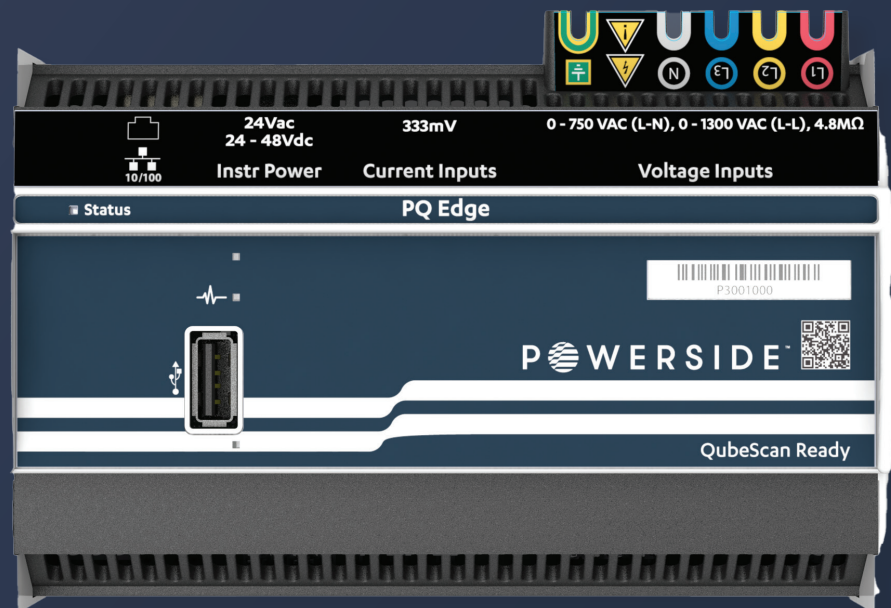 N L3 L2 L1
24Vac
24 - 48Vdc
333mV
0 - 750 VAC (L-N), 0 - 1300 VAC (L-L), 4.8MΩ
10/100
Instr Power
Current Inputs
Voltage Inputs
Status
PQ Edge
P3001000
POWERSIDE™
QubeScan Ready